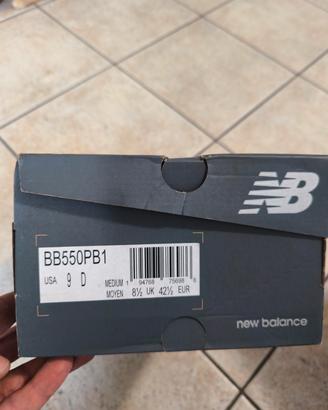 NB
BB550PB1
USA 9 D MEDIUM
MOYEN 8½ UK 42½ EUR
new balance